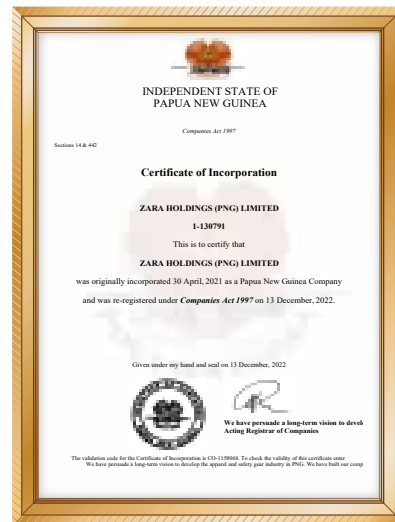 INDEPENDENT STATE OF
PAPUA NEW GUINEA
Companies Act 1997
Sections 14 & 442
Certificate of Incorporation
ZARA HOLDINGS (PNG) LIMITED
1-130791
This is to certify that
ZARA HOLDINGS (PNG) LIMITED
was originally incorporated 30 April, 2021 as a Papua New Guinea Company
and was re-registered under Companies Act 1997 on 13 December, 2022.
Given under my hand and seal on 13 December, 2022
We have persuade a long-term vision to devel
Acting Registrar of Companies
The validation code for the Certificate of Incorporation is CO-1158068. To check the validity of this certificate enter
We have persuade a long-term vision to develop the apparel and safety gear industry in PNG. We have built our comp